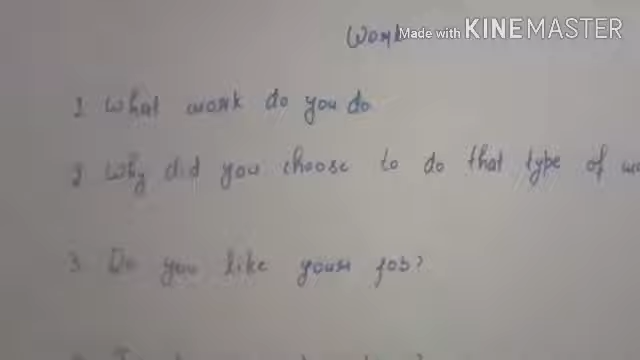 Work
Made with KINEMASTER
1 What work do you do
2 Why did you choose to do that type of
3 Do you like your job?